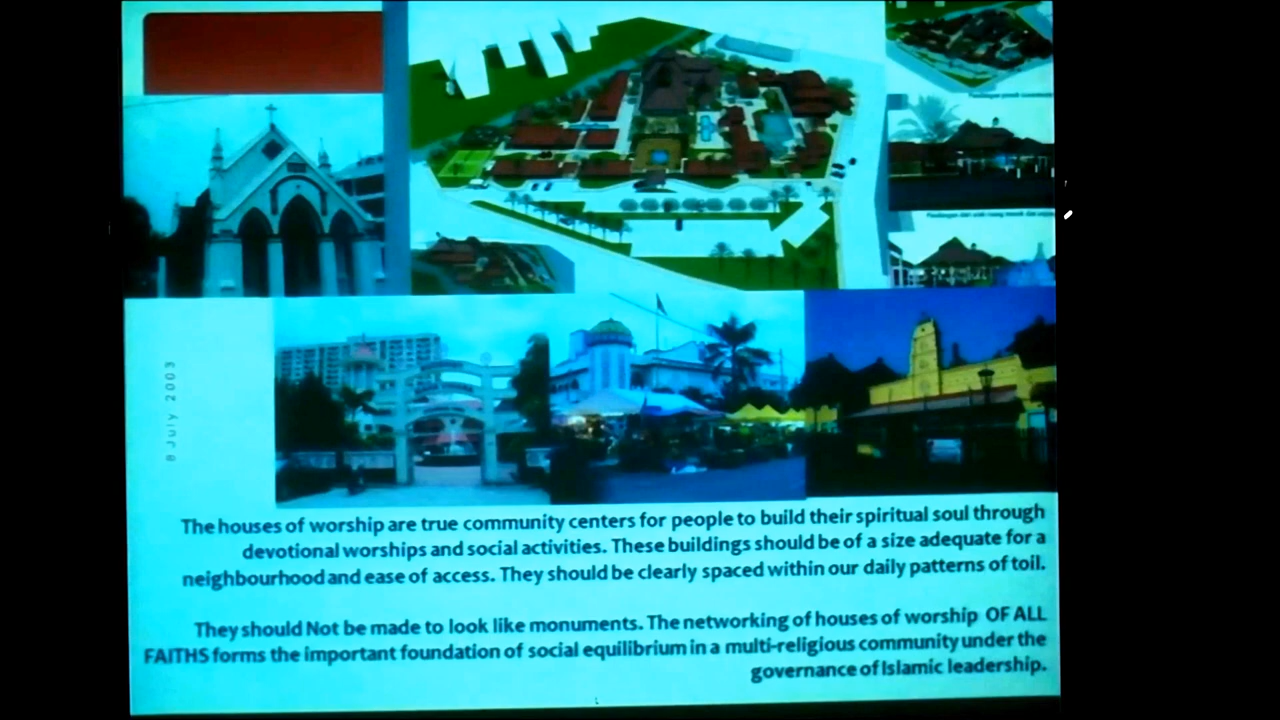 8 July 2003
The houses of worship are true community centers for people to build their spiritual soul through
devotional worships and social activities. These buildings should be of a size adequate for a
neighbourhood and ease of access. They should be clearly spaced within our daily patterns of toil.
They should Not be made to look like monuments. The networking of houses of worship OF ALL
FAITHS forms the important foundation of social equilibrium in a multi-religious community under the
governance of Islamic leadership.